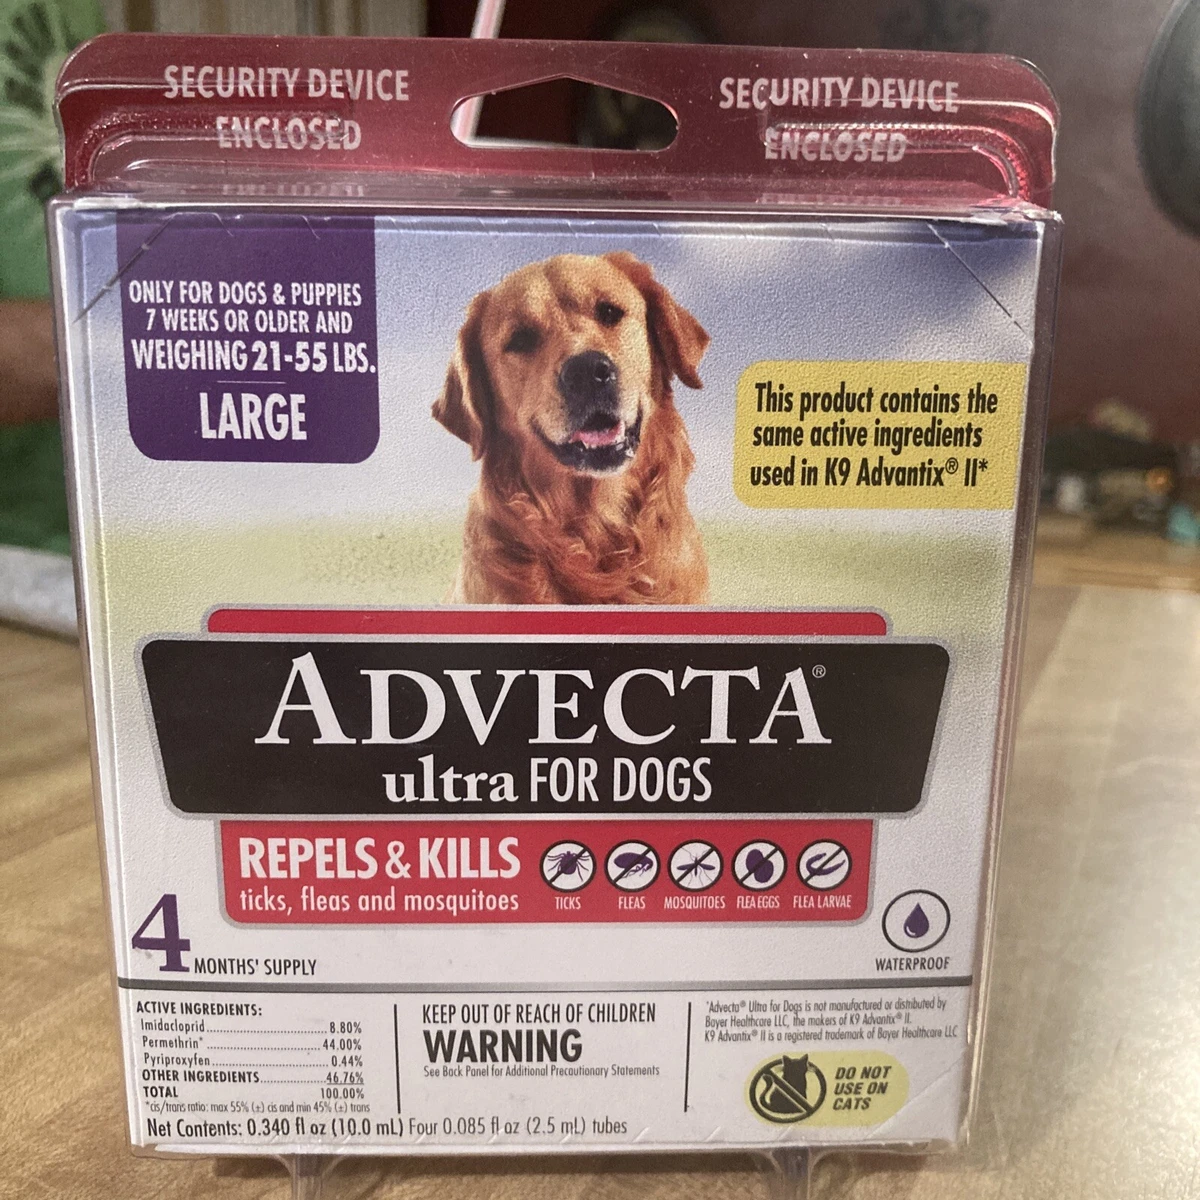 SECURITY DEVICE
ENCLOSED
SECURITY DEVICE
ENCLOSED
ONLY FOR DOGS & PUPPIES
7 WEEKS OR OLDER AND
WEIGHING 21-55 LBS.
LARGE
This product contains the
same active ingredients
used in K9 Advantix® II*
ADVECTA®
ultra FOR DOGS
REPELS & KILLS
ticks, fleas and mosquitoes
TICKS
FLEAS
MOSQUITOES
FLEA EGGS
FLEA LARVAE
4
MONTHS' SUPPLY
WATERPROOF
ACTIVE INGREDIENTS:
Imidacloprid 8.80%
Permethrin* 44.00%
Pyriproxyfen 0.44%
OTHER INGREDIENTS 46.76%
TOTAL 100.00%
*cis/trans ratio: max 55% (±) cis and min 45% (±) trans
Net Contents: 0.340 fl oz (10.0 mL) Four 0.085 fl oz (2.5 mL) tubes
KEEP OUT OF REACH OF CHILDREN
WARNING
See Back Panel for Additional Precautionary Statements
*Advecta® Ultra for Dogs is not manufactured or distributed by
Bayer Healthcare LLC, the makers of K9 Advantix® II.
K9 Advantix® II is a registered trademark of Bayer Healthcare LLC
DO NOT
USE ON
CATS